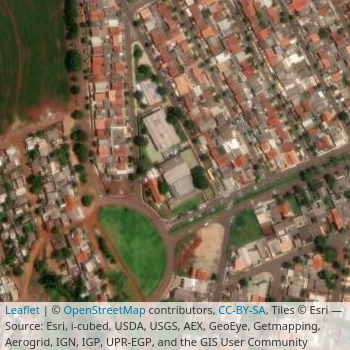 Leaflet | © OpenStreetMap contributors, CC-BY-SA, Tiles © Esri —
Source: Esri, i-cubed, USDA, USGS, AEX, GeoEye, Getmapping,
Aerogrid, IGN, IGP, UPR-EGP, and the GIS User Community